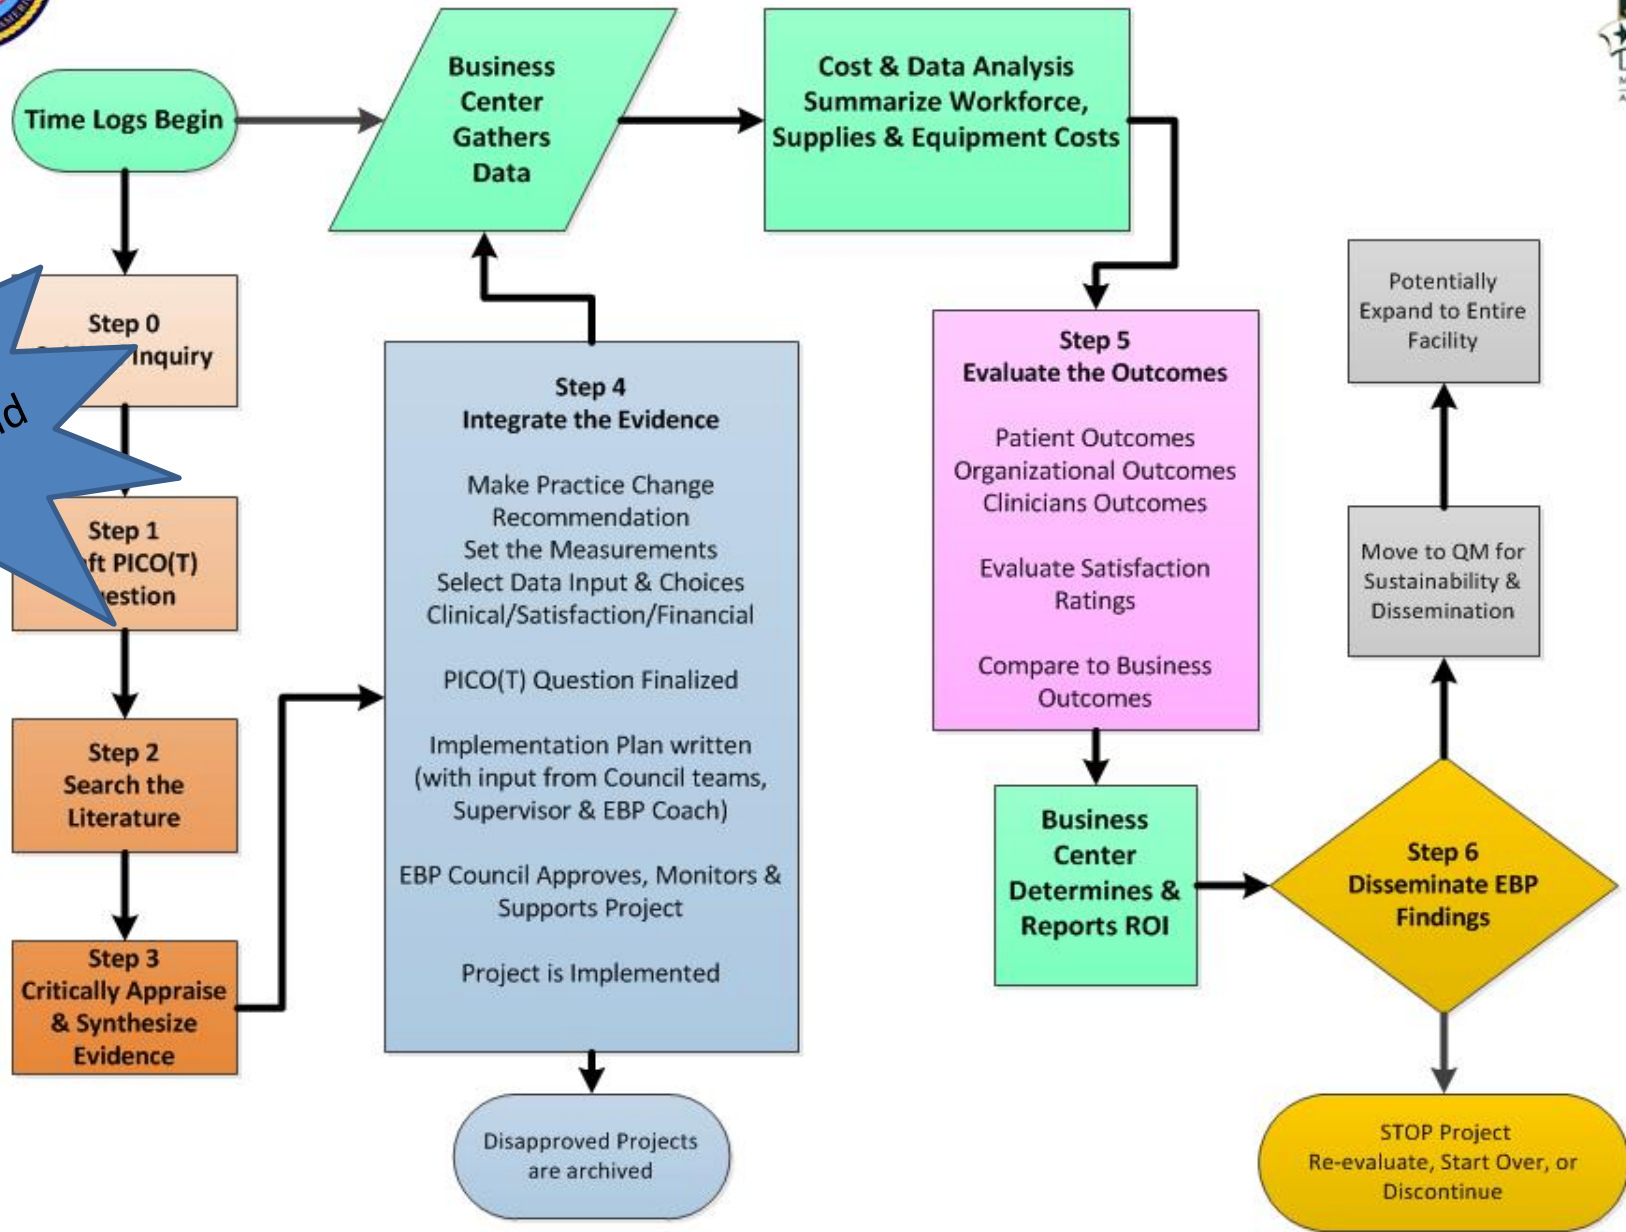 Time Logs Begin
Business
Center
Gathers
Data
Cost & Data Analysis
Summarize Workforce,
Supplies & Equipment Costs
Step 0
Inquiry
Step 1
PICO(T)
Step 2
Search the
Literature
Step 3
Critically Appraise
& Synthesize
Evidence
Step 4
Integrate the Evidence
Make Practice Change
Recommendation
Set the Measurements
Select Data Input & Choices
Clinical/Satisfaction/Financial
PICO(T) Question Finalized
Implementation Plan written
(with input from Council teams,
Supervisor & EBP Coach)
EBP Council Approves, Monitors &
Supports Project
Project is Implemented
Disapproved Projects
are archived
Step 5
Evaluate the Outcomes
Patient Outcomes
Organizational Outcomes
Clinicians Outcomes
Evaluate Satisfaction
Ratings
Compare to Business
Outcomes
Business
Center
Determines &
Reports ROI
Step 6
Disseminate EBP
Findings
Move to QM for
Sustainability &
Dissemination
Potentially
Expand to Entire
Facility
STOP Project
Re-evaluate, Start Over, or
Discontinue